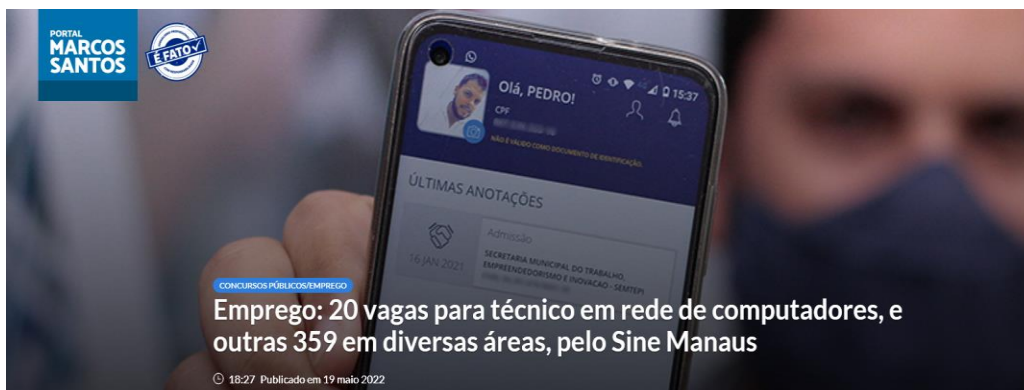 PORTAL
MARCOS
SANTOS
É FATO
15:37
Olá, PEDRO!
CPF
NÃO É VÁLIDO COMO DOCUMENTO DE IDENTIFICAÇÃO.
ÚLTIMAS ANOTAÇÕES
16 JAN 2021
Admissão
SECRETARIA MUNICIPAL DO TRABALHO,
EMPREENDEDORISMO E INOVACAO - SEMTEPI
CONCURSOS PÚBLICOS/EMPREGO
Emprego: 20 vagas para técnico em rede de computadores, e
outras 359 em diversas áreas, pelo Sine Manaus
18:27 Publicado em 19 maio 2022